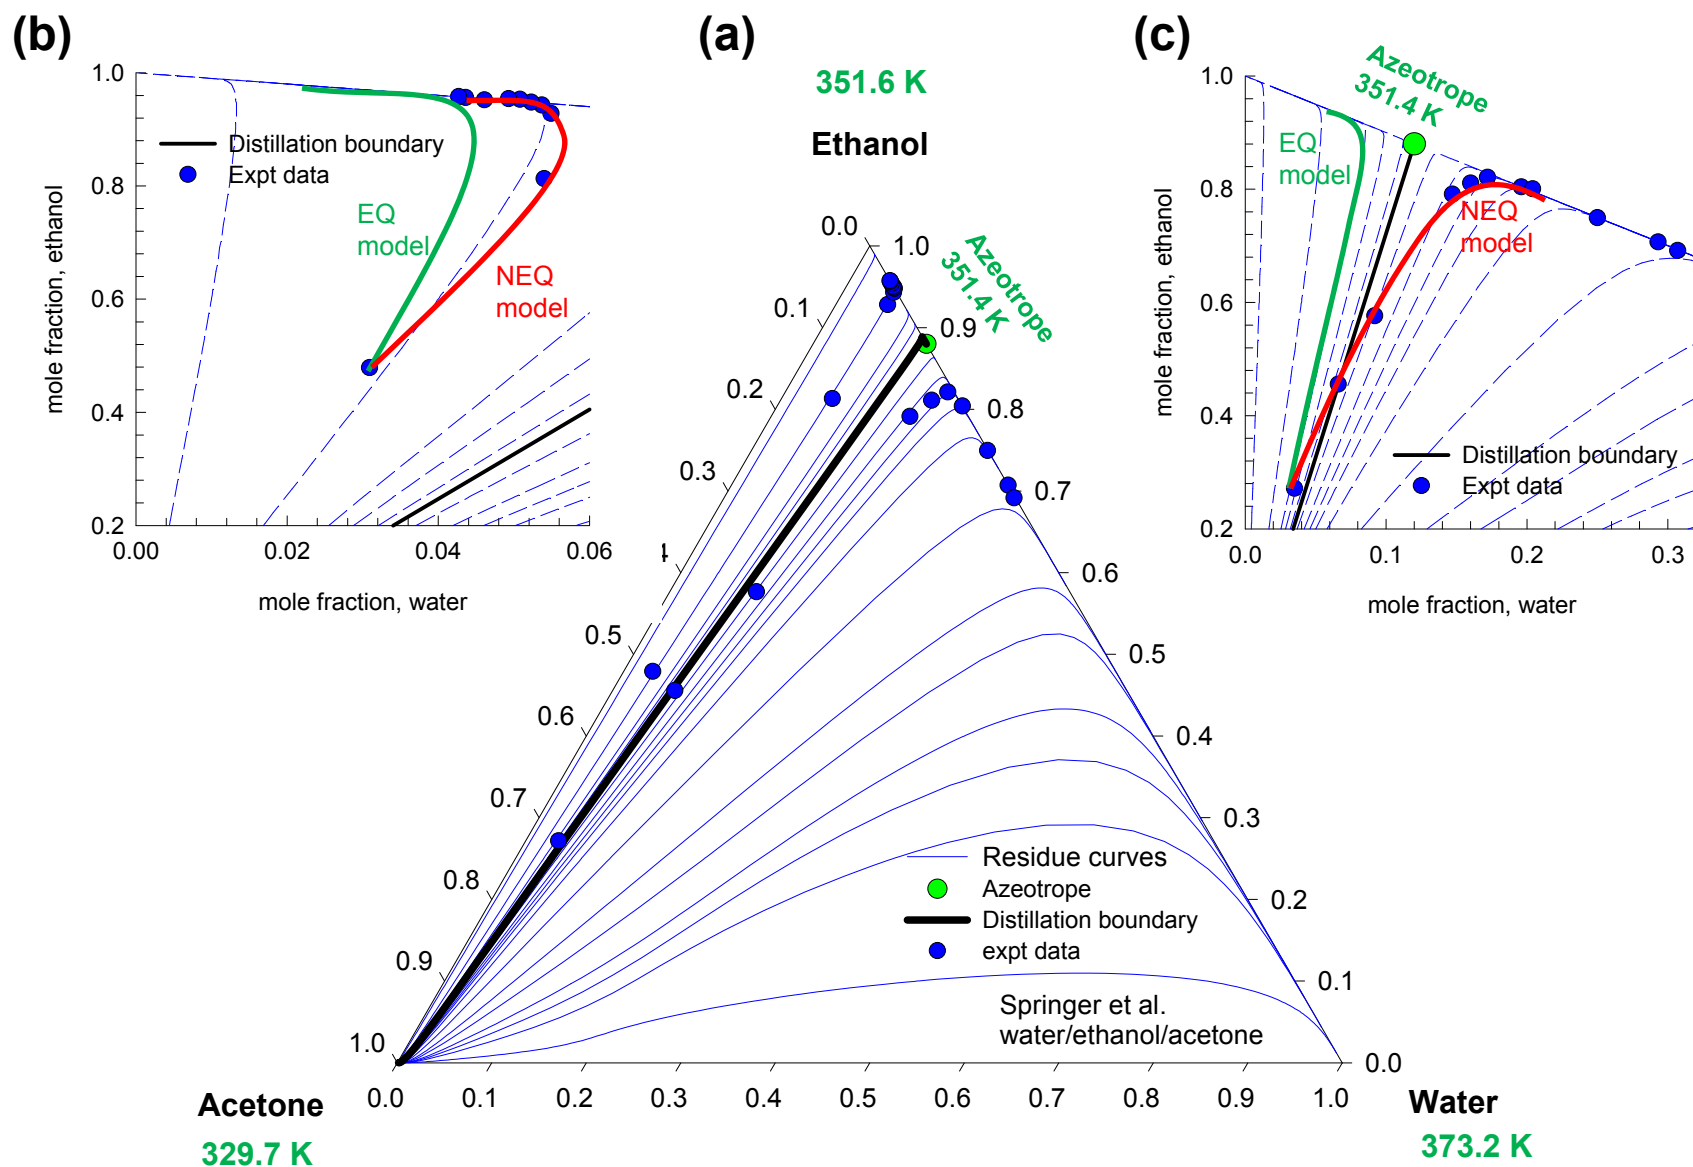 (b)
1.0
0.8
0.6
0.4
0.2
0.00
0.02
0.04
0.06
mole fraction, ethanol
mole fraction, water
Distillation boundary
Expt data
EQ
model
NEQ
model
(a)
351.6 K
Ethanol
Azeotrope
351.4 K
0.0
0.1
0.2
0.3
4
0.5
0.6
0.7
0.8
0.9
1.0
1.0
0.9
0.8
0.7
0.6
0.5
0.4
0.3
0.2
0.1
0.0
0.0
0.1
0.2
0.3
0.4
0.5
0.6
0.7
0.8
0.9
1.0
Residue curves
Azeotrope
Distillation boundary
expt data
Springer et al.
water/ethanol/acetone
Acetone
329.7 K
Water
373.2 K
(c)
Azeotrope
351.4 K
1.0
0.8
0.6
0.4
0.2
0.0
0.1
0.2
0.3
mole fraction, ethanol
mole fraction, water
EQ
model
NEQ
model
Distillation boundary
Expt data